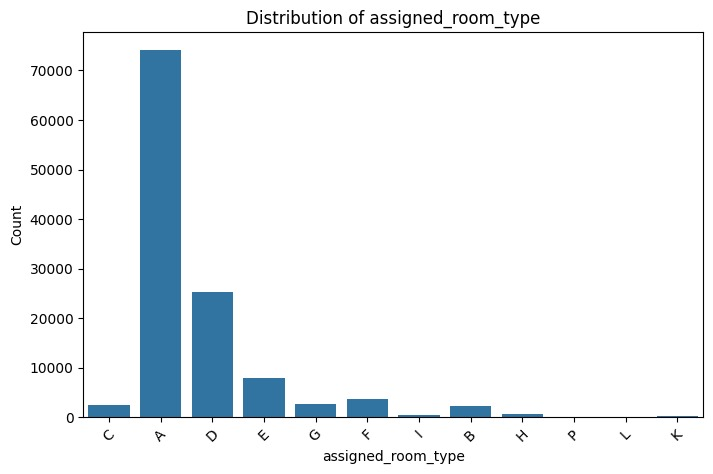 Distribution of assigned_room_type
Count
70000
60000
50000
40000
30000
20000
10000
0
C A D E G F I B H P L K
assigned_room_type